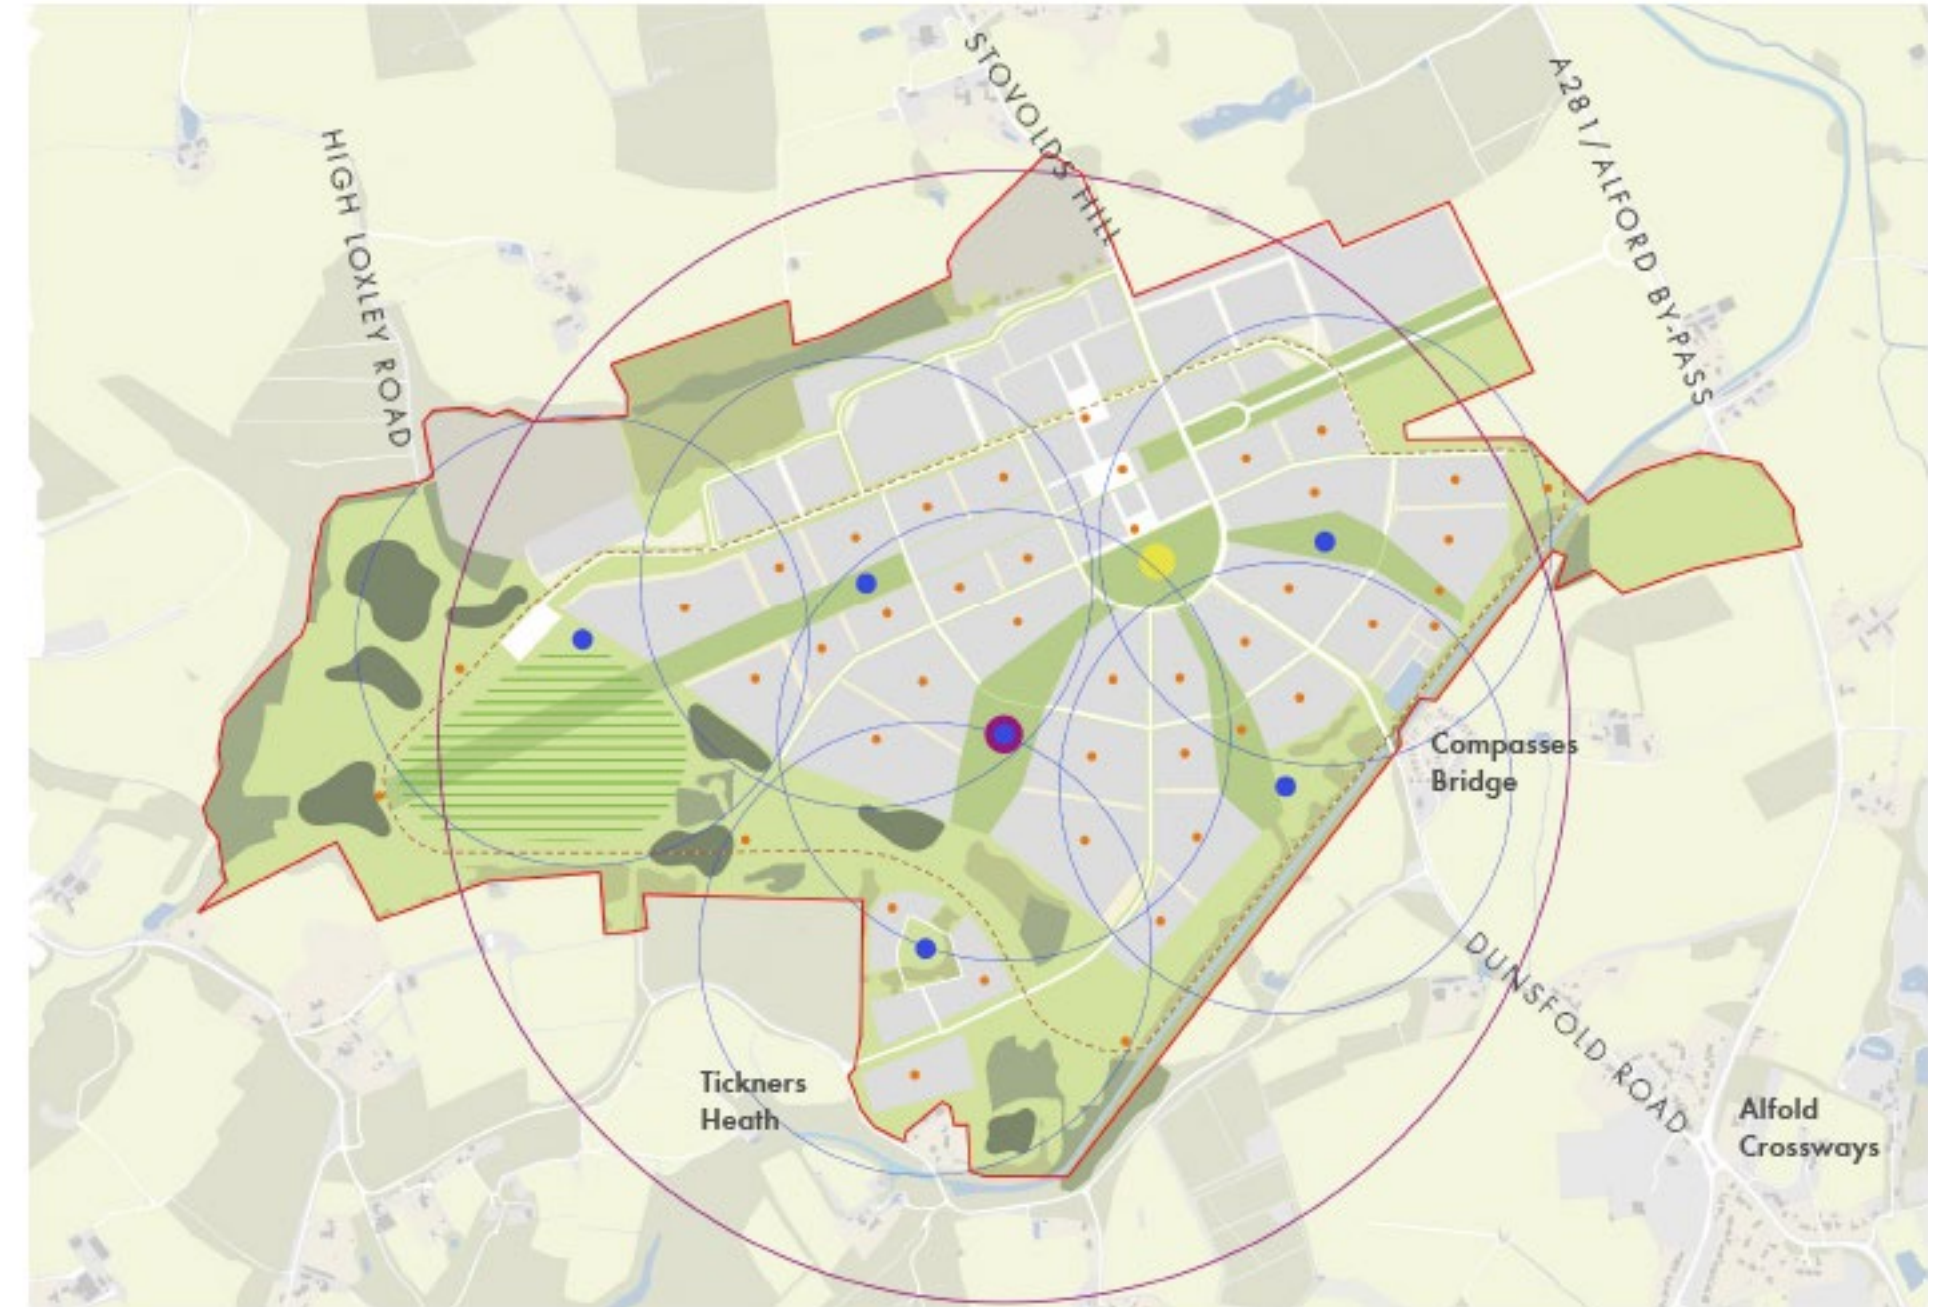 STOVOLDS HILL
A281/ALFORD BY-PASS
HIGH LOXLEY ROAD
Compasses
Bridge
DUNSFOLD ROAD
Tickners
Heath
Alfold
Crossways